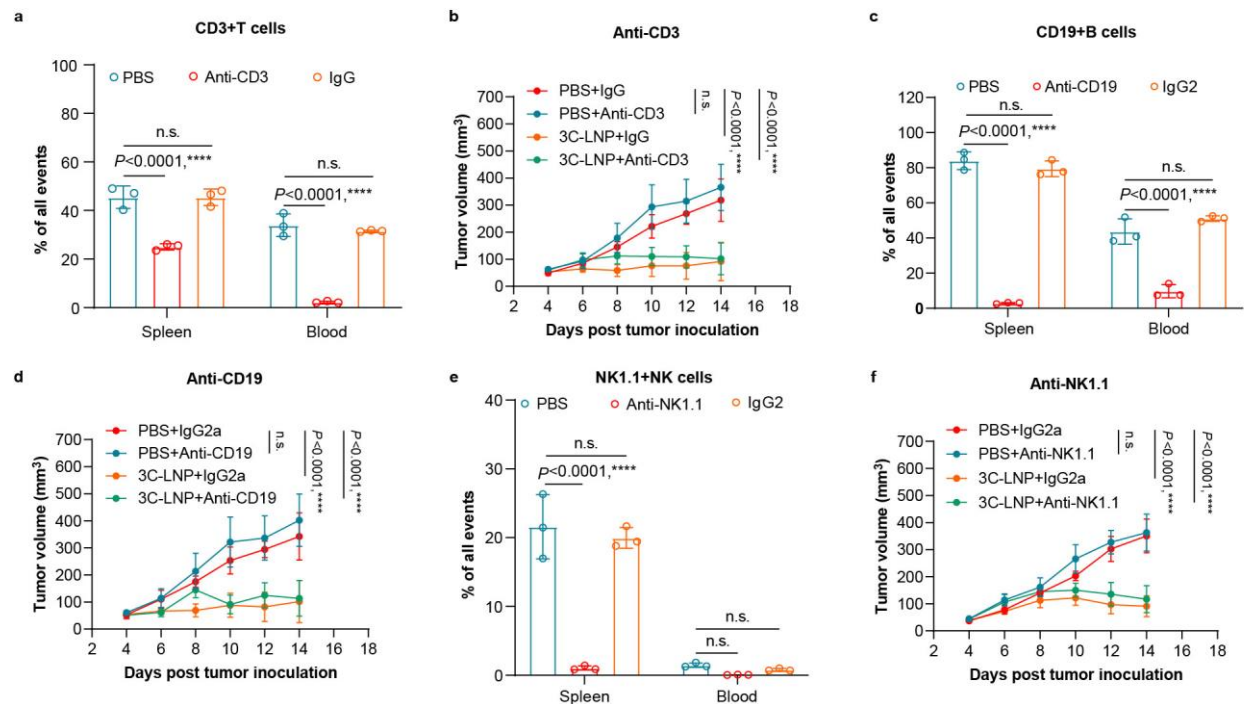 a
CD3+T cells
PBS
Anti-CD3
IgG
% of all events
100
80
60
40
20
0
n.s.
P<0.0001,****
n.s.
P<0.0001,****
Spleen
Blood
b
Anti-CD3
PBS+IgG
PBS+Anti-CD3
3C-LNP+IgG
3C-LNP+Anti-CD3
n.s.
P<0.0001, ****
P<0.0001, ****
Tumor volume (mm³)
700
600
500
400
300
200
100
0
2 4 6 8 10 12 14 16 18
Days post tumor inoculation
c
CD19+B cells
PBS
Anti-CD19
IgG2
% of all events
120
100
80
60
40
20
0
n.s.
P<0.0001,****
n.s.
P<0.0001,****
Spleen
Blood
d
Anti-CD19
PBS+IgG2a
PBS+Anti-CD19
3C-LNP+IgG2a
3C-LNP+Anti-CD19
n.s.
P<0.0001, ****
P<0.0001, ****
Tumor volume (mm³)
700
600
500
400
300
200
100
0
2 4 6 8 10 12 14 16 18
Days post tumor inoculation
e
NK1.1+NK cells
PBS
Anti-NK1.1
IgG2
% of all events
40
30
20
10
0
n.s.
P<0.0001,****
n.s.
n.s.
Spleen
Blood
f
Anti-NK1.1
PBS+IgG2a
PBS+Anti-NK1.1
3C-LNP+IgG2a
3C-LNP+Anti-NK1.1
n.s.
P<0.0001, ****
P<0.0001, ****
Tumor volume (mm³)
700
600
500
400
300
200
100
0
2 4 6 8 10 12 14 16 18
Days post tumor inoculation